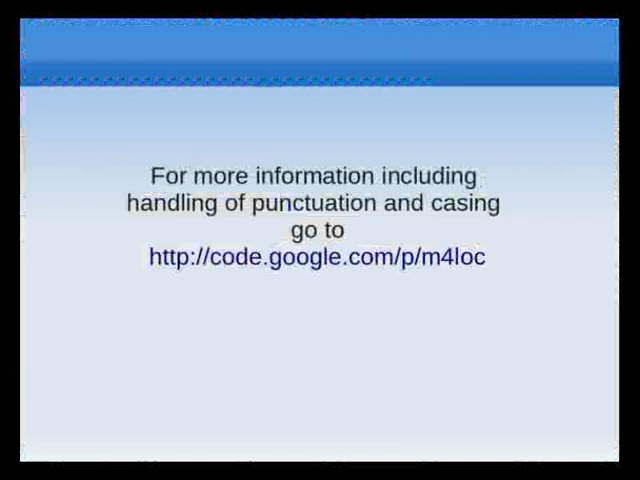 For more information including
handling of punctuation and casing
go to
http://code.google.com/p/m4loc